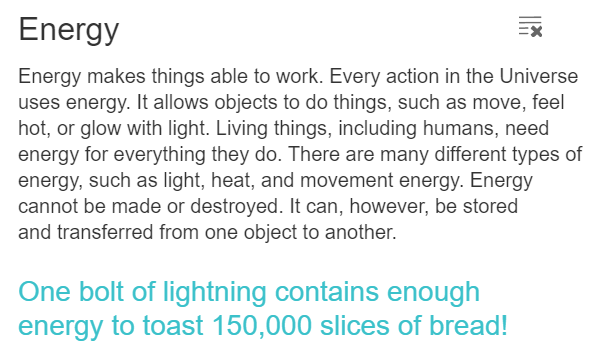 Energy
Energy makes things able to work. Every action in the Universe
uses energy. It allows objects to do things, such as move, feel
hot, or glow with light. Living things, including humans, need
energy for everything they do. There are many different types of
energy, such as light, heat, and movement energy. Energy
cannot be made or destroyed. It can, however, be stored
and transferred from one object to another.
One bolt of lightning contains enough
energy to toast 150,000 slices of bread!